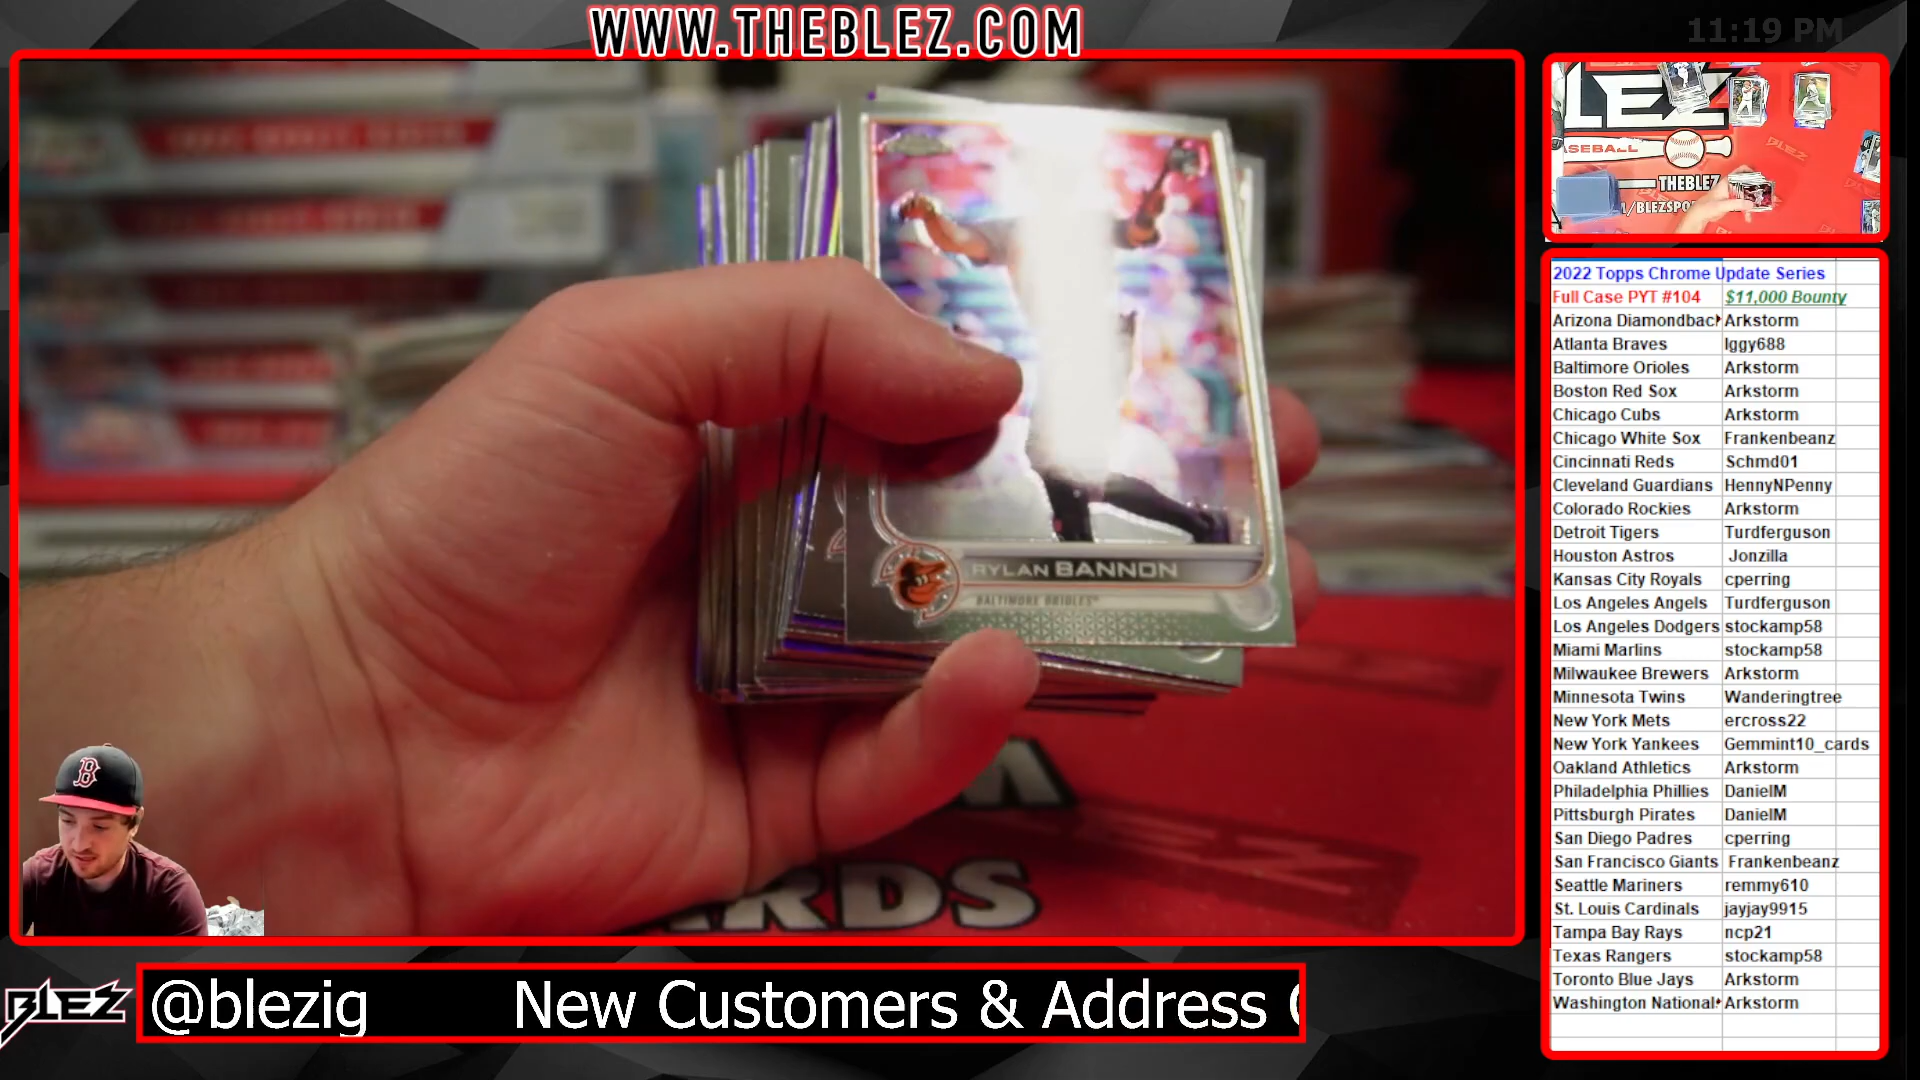 WWW.THEBLEZ.COM
11:19 PM
LEZ
ASEBALL
BLEZ
THEBLEZ
/BLEZSPO
RYLAN BANNON
BALTIMORE ORIOLES
ARDS
B
2022 Topps Chrome Update Series
Full Case PYT #104 $11,000 Bounty
Arizona Diamondbac Arkstorm
Atlanta Braves Iggy688
Baltimore Orioles Arkstorm
Boston Red Sox Arkstorm
Chicago Cubs Arkstorm
Chicago White Sox Frankenbeanz
Cincinnati Reds Schmd01
Cleveland Guardians HennyNPenny
Colorado Rockies Arkstorm
Detroit Tigers Turdferguson
Houston Astros Jonzilla
Kansas City Royals cperring
Los Angeles Angels Turdferguson
Los Angeles Dodgers stockamp58
Miami Marlins stockamp58
Milwaukee Brewers Arkstorm
Minnesota Twins Wanderingtree
New York Mets ercross22
New York Yankees Gemmint10_cards
Oakland Athletics Arkstorm
Philadelphia Phillies DanielM
Pittsburgh Pirates DanielM
San Diego Padres cperring
San Francisco Giants Frankenbeanz
Seattle Mariners remmy610
St. Louis Cardinals jayjay9915
Tampa Bay Rays ncp21
Texas Rangers stockamp58
Toronto Blue Jays Arkstorm
Washington National Arkstorm
BLEZ @blezig New Customers & Address